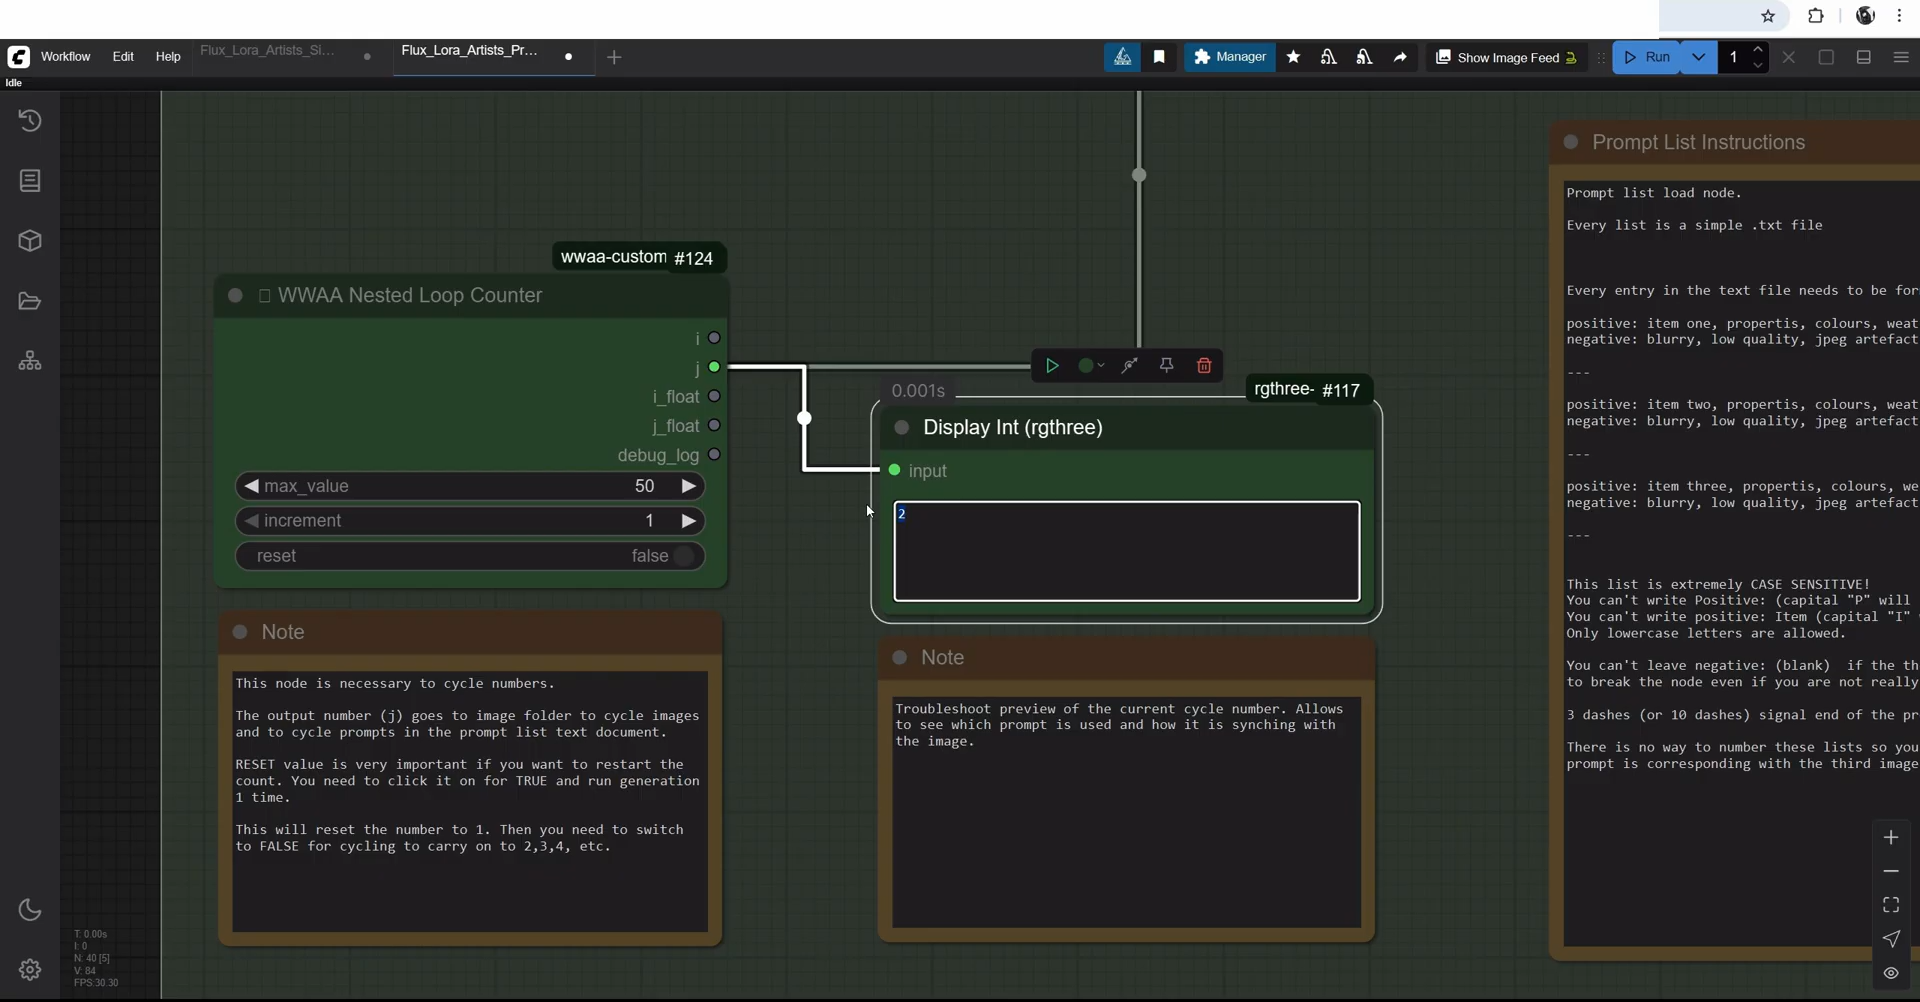 Workflow
Edit
Help
Flux_Lora_Artists_Si...
Flux_Lora_Artists_Pr...
Manager
Show Image Feed
Run
1
Idle
wwaa-custom #124
WWAA Nested Loop Counter
i
j
i_float
j_float
debug_log
max_value 50
increment 1
reset false
0.001s
rgthree- #117
Display Int (rgthree)
input
2
Note
This node is necessary to cycle numbers.
The output number (j) goes to image folder to cycle images
and to cycle prompts in the prompt list text document.
RESET value is very important if you want to restart the
count. You need to click it on for TRUE and run generation
1 time.
This will reset the number to 1. Then you need to switch
to FALSE for cycling to carry on to 2,3,4, etc.
Note
Troubleshoot preview of the current cycle number. Allows
to see which prompt is used and how it is synching with
the image.
Prompt List Instructions
Prompt list load node.
Every list is a simple .txt file
Every entry in the text file needs to be for
positive: item one, propertis, colours, weat
negative: blurry, low quality, jpeg artefact
---
positive: item two, propertis, colours, weat
negative: blurry, low quality, jpeg artefact
---
positive: item three, propertis, colours, we
negative: blurry, low quality, jpeg artefact
---
This list is extremely CASE SENSITIVE!
You can't write Positive: (capital "P" will
You can't write positive: Item (capital "I"
Only lowercase letters are allowed.
You can't leave negative: (blank)  if the th
to break the node even if you are not really
3 dashes (or 10 dashes) signal end of the pr
There is no way to number these lists so you
prompt is corresponding with the third image
T: 0.00s
I: 0
N: 40 [5]
V: 84
FPS:30.30